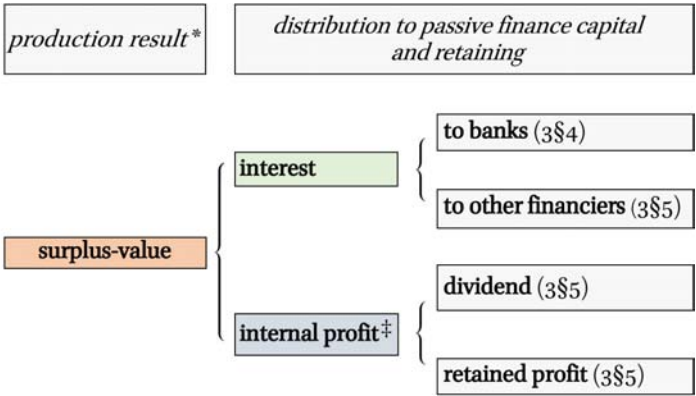 production result*
distribution to passive finance capital
and retaining
to banks (3§4)
interest
to other financiers (3§5)
surplus-value
dividend (3§5)
internal profit‡
retained profit (3§5)